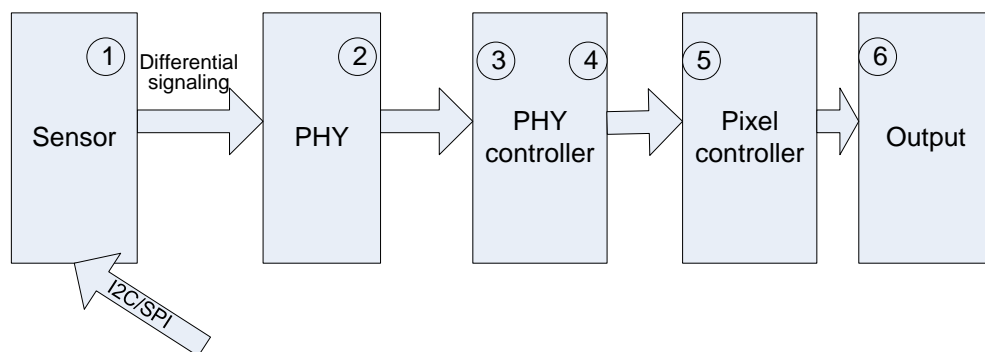 1
Differential
signaling
2
3
4
5
6
Sensor
PHY
PHY
controller
Pixel
controller
Output
I2C/SPI